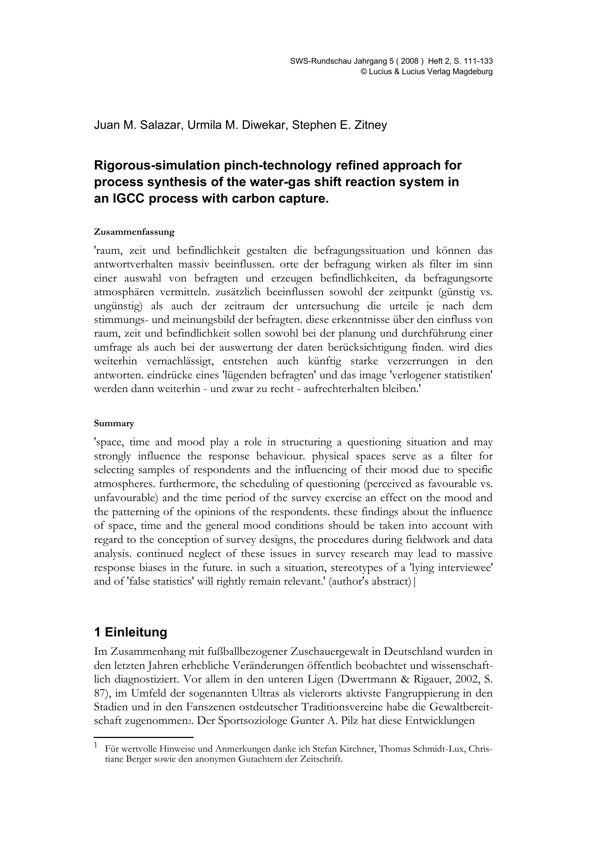 SWS-Rundschau Jahrgang 5 ( 2008 ) Heft 2, S. 111-133
© Lucius & Lucius Verlag Magdeburg
Juan M. Salazar, Urmila M. Diwekar, Stephen E. Zitney
Rigorous-simulation pinch-technology refined approach for
process synthesis of the water-gas shift reaction system in
an IGCC process with carbon capture.
Zusammenfassung
'raum, zeit und befindlichkeit gestalten die befragungssituation und können das
antwortverhalten massiv beeinflussen. orte der befragung wirken als filter im sinn
einer auswahl von befragten und erzeugen befindlichkeiten, da befragungsorte
atmosphären vermitteln. zusätzlich beeinflussen sowohl der zeitpunkt (günstig vs.
ungünstig) als auch der zeitraum der untersuchung die urteile je nach dem
stimmungs- und meinungsbild der befragten. diese erkenntnisse über den einfluss von
raum, zeit und befindlichkeit sollen sowohl bei der planung und durchführung einer
umfrage als auch bei der auswertung der daten berücksichtigung finden. wird dies
weiterhin vernachlässigt, entstehen auch künftig starke verzerrungen in den
antworten. eindrücke eines 'lügenden befragten' und das image 'verlogener statistiken'
werden dann weiterhin - und zwar zu recht - aufrechterhalten bleiben.'
Summary
'space, time and mood play a role in structuring a questioning situation and may
strongly influence the response behaviour. physical spaces serve as a filter for
selecting samples of respondents and the influencing of their mood due to specific
atmospheres. furthermore, the scheduling of questioning (perceived as favourable vs.
unfavourable) and the time period of the survey exercise an effect on the mood and
the patterning of the opinions of the respondents. these findings about the influence
of space, time and the general mood conditions should be taken into account with
regard to the conception of survey designs, the procedures during fieldwork and data
analysis. continued neglect of these issues in survey research may lead to massive
response biases in the future. in such a situation, stereotypes of a 'lying interviewee'
and of 'false statistics' will rightly remain relevant.' (author's abstract)|
1 Einleitung
Im Zusammenhang mit fußballbezogener Zuschauergewalt in Deutschland wurden in
den letzten Jahren erhebliche Veränderungen öffentlich beobachtet und wissenschaft-
lich diagnostiziert. Vor allem in den unteren Ligen (Dwertmann & Rigauer, 2002, S.
87), im Umfeld der sogenannten Ultras als vielerorts aktivste Fangruppierung in den
Stadien und in den Fanszenen ostdeutscher Traditionsvereine habe die Gewaltbereit-
schaft zugenommen2. Der Sportsoziologe Gunter A. Pilz hat diese Entwicklungen
1 Für wertvolle Hinweise und Anmerkungen danke ich Stefan Kirchner, Thomas Schmidt-Lux, Chris-
tiane Berger sowie den anonymen Gutachtern der Zeitschrift.